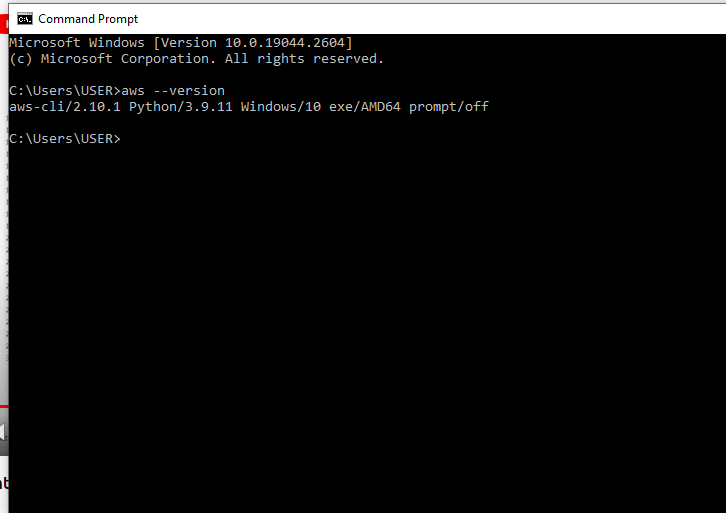 Command Prompt
Microsoft Windows [Version 10.0.19044.2604]
(c) Microsoft Corporation. All rights reserved.
C:\Users\USER>aws --version
aws-cli/2.10.1 Python/3.9.11 Windows/10 exe/AMD64 prompt/off
C:\Users\USER>